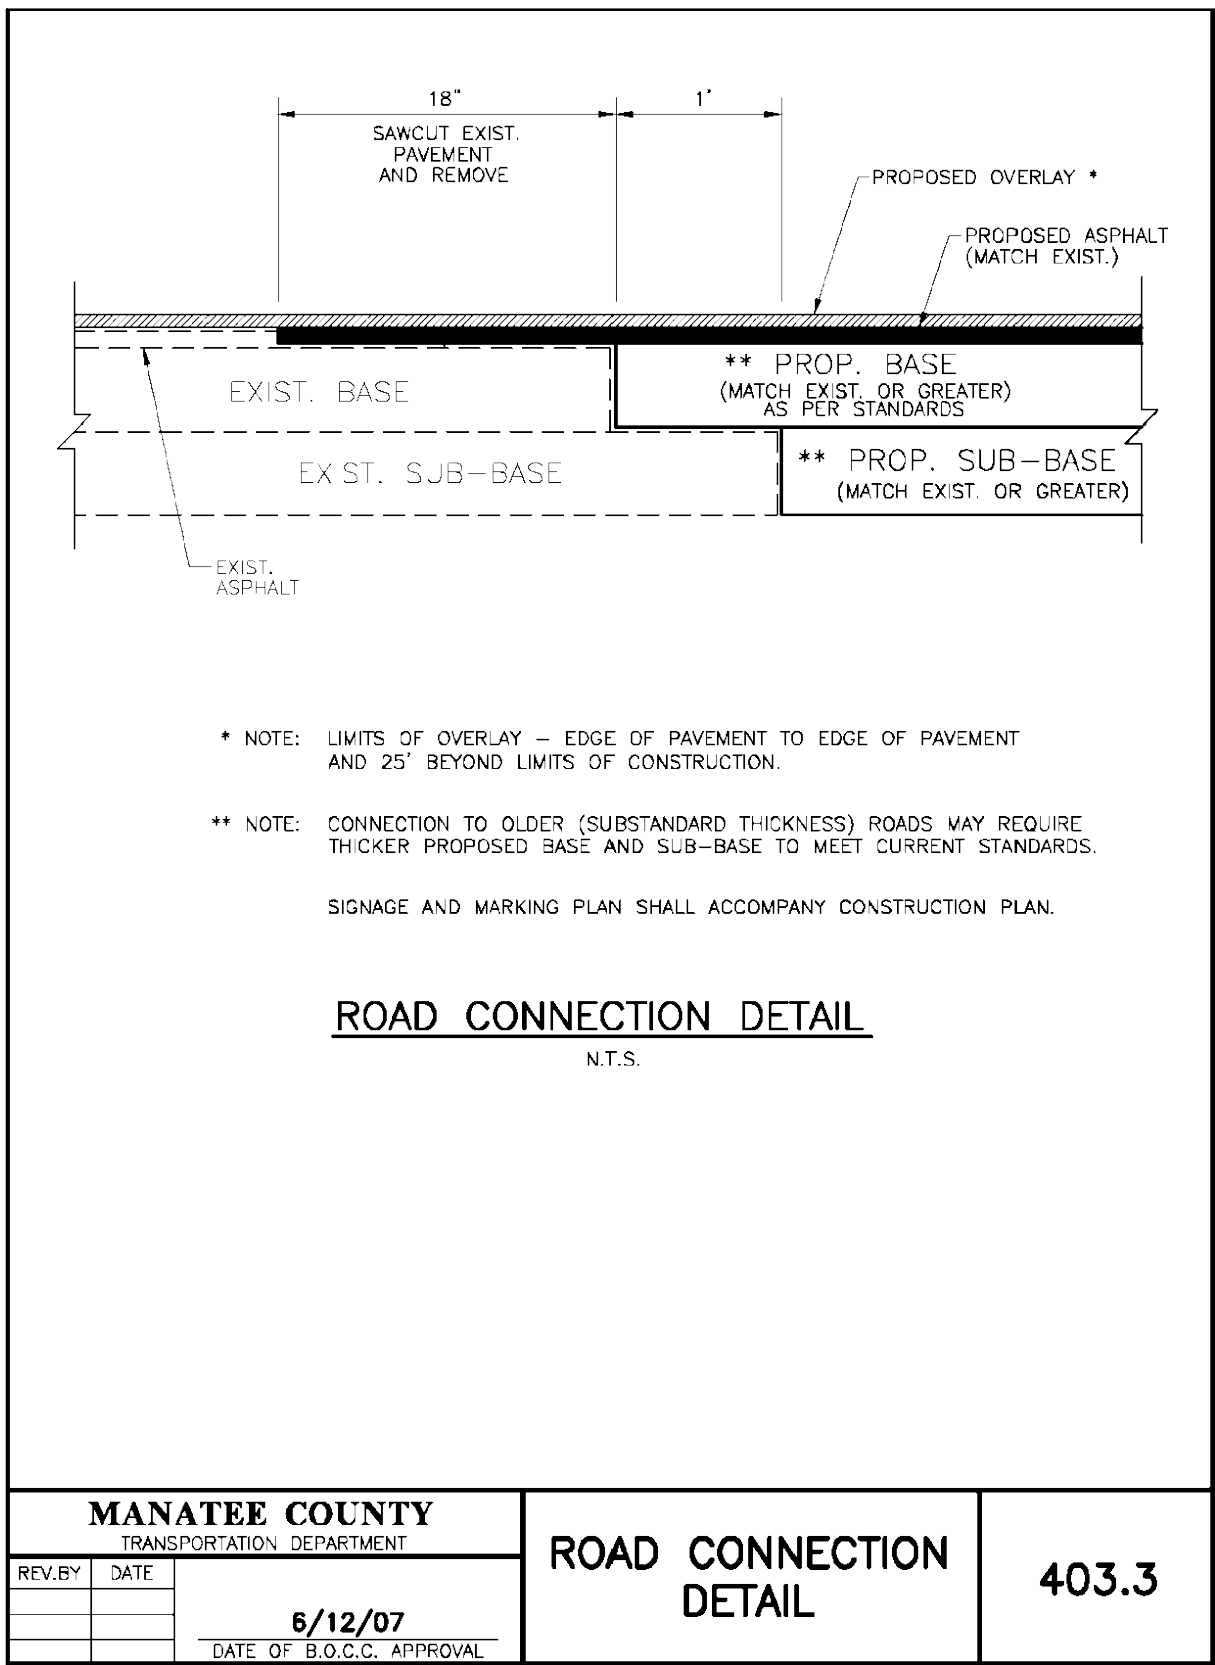 18"
1'
SAWCUT EXIST.
PAVEMENT
AND REMOVE
PROPOSED OVERLAY *
PROPOSED ASPHALT
(MATCH EXIST.)
** PROP. BASE
(MATCH EXIST. OR GREATER)
AS PER STANDARDS
EXIST. BASE
** PROP. SUB-BASE
(MATCH EXIST. OR GREATER)
EXIST. SUB-BASE
EXIST.
ASPHALT
* NOTE: LIMITS OF OVERLAY – EDGE OF PAVEMENT TO EDGE OF PAVEMENT
AND 25' BEYOND LIMITS OF CONSTRUCTION.
** NOTE: CONNECTION TO OLDER (SUBSTANDARD THICKNESS) ROADS MAY REQUIRE
THICKER PROPOSED BASE AND SUB-BASE TO MEET CURRENT STANDARDS.
SIGNAGE AND MARKING PLAN SHALL ACCOMPANY CONSTRUCTION PLAN.
ROAD CONNECTION DETAIL
N.T.S.
MANATEE COUNTY
TRANSPORTATION DEPARTMENT
REV.BY DATE
6/12/07
DATE OF B.O.C.C. APPROVAL
ROAD CONNECTION
DETAIL
403.3